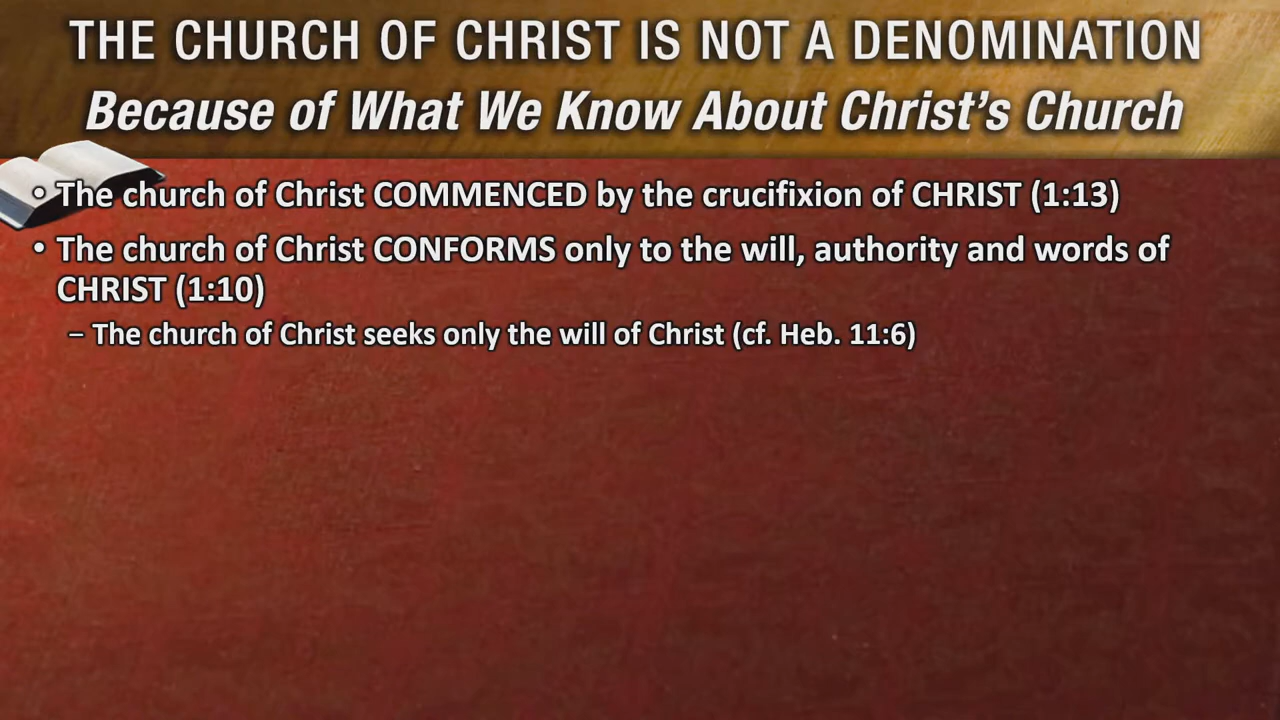 THE CHURCH OF CHRIST IS NOT A DENOMINATION
Because of What We Know About Christ's Church
• The church of Christ COMMENCED by the crucifixion of CHRIST (1:13)
• The church of Christ CONFORMS only to the will, authority and words of
CHRIST (1:10)
– The church of Christ seeks only the will of Christ (cf. Heb. 11:6)